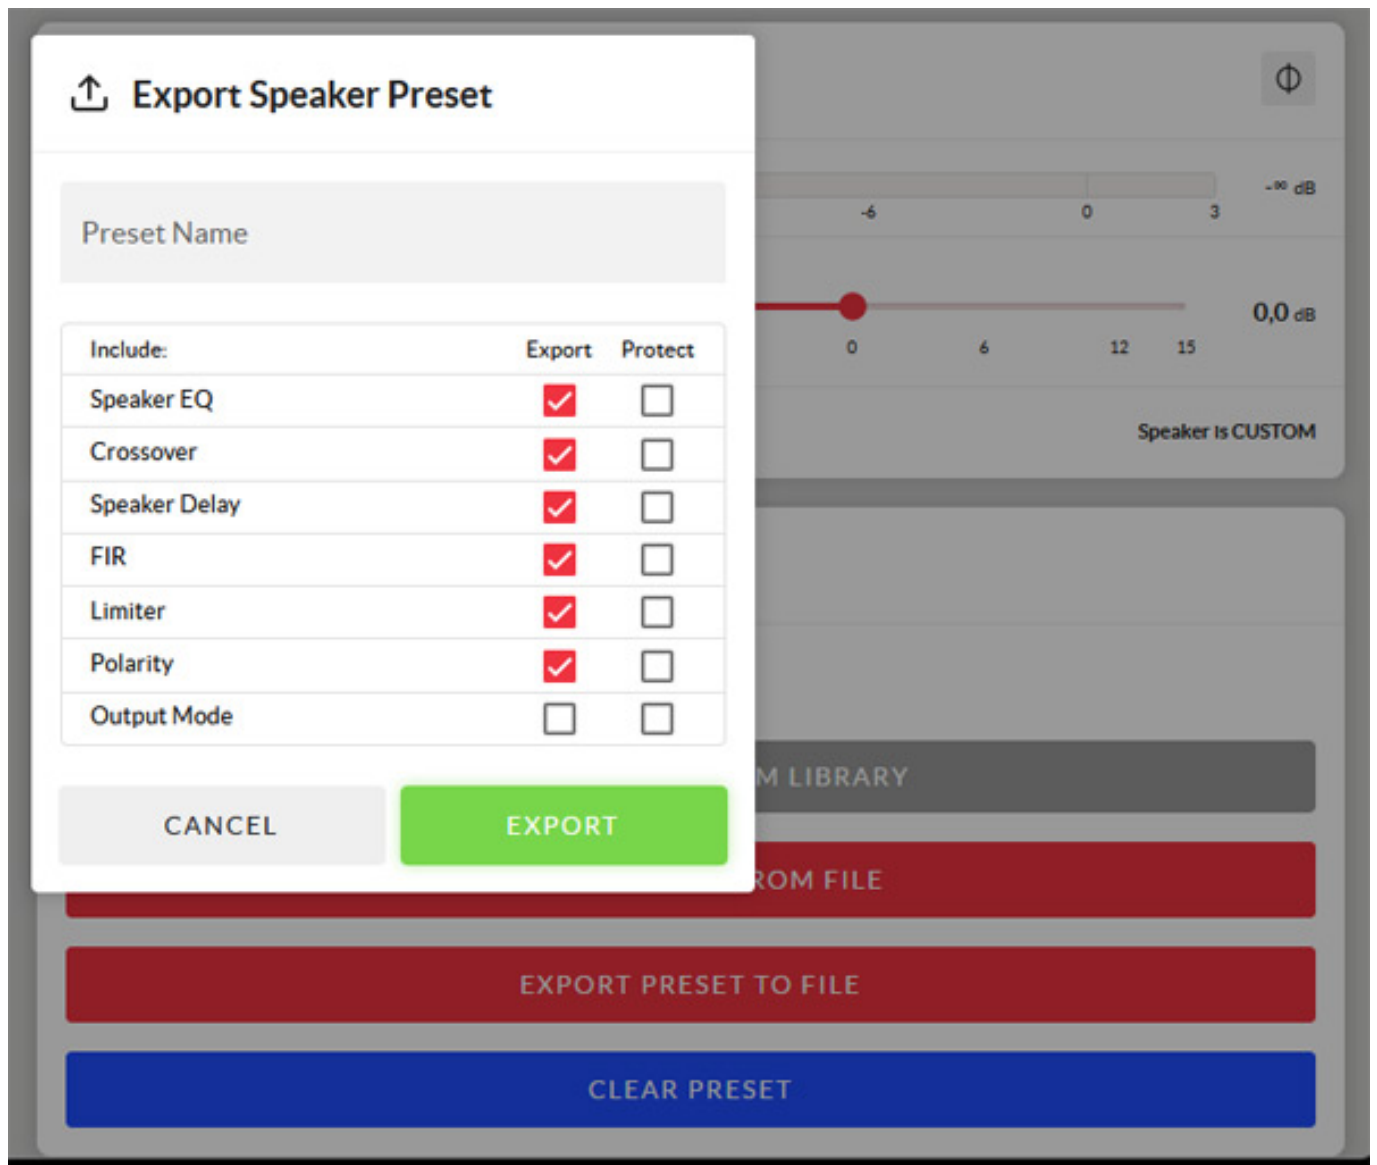 Export Speaker Preset
-∞ dB
-6 0 3
Preset Name
0,0 dB
0 6 12 15
Include: Export Protect
Speaker EQ
Crossover
Speaker is CUSTOM
Speaker Delay
FIR
Limiter
Polarity
Output Mode
M LIBRARY
CANCEL EXPORT
ROM FILE
EXPORT PRESET TO FILE
CLEAR PRESET